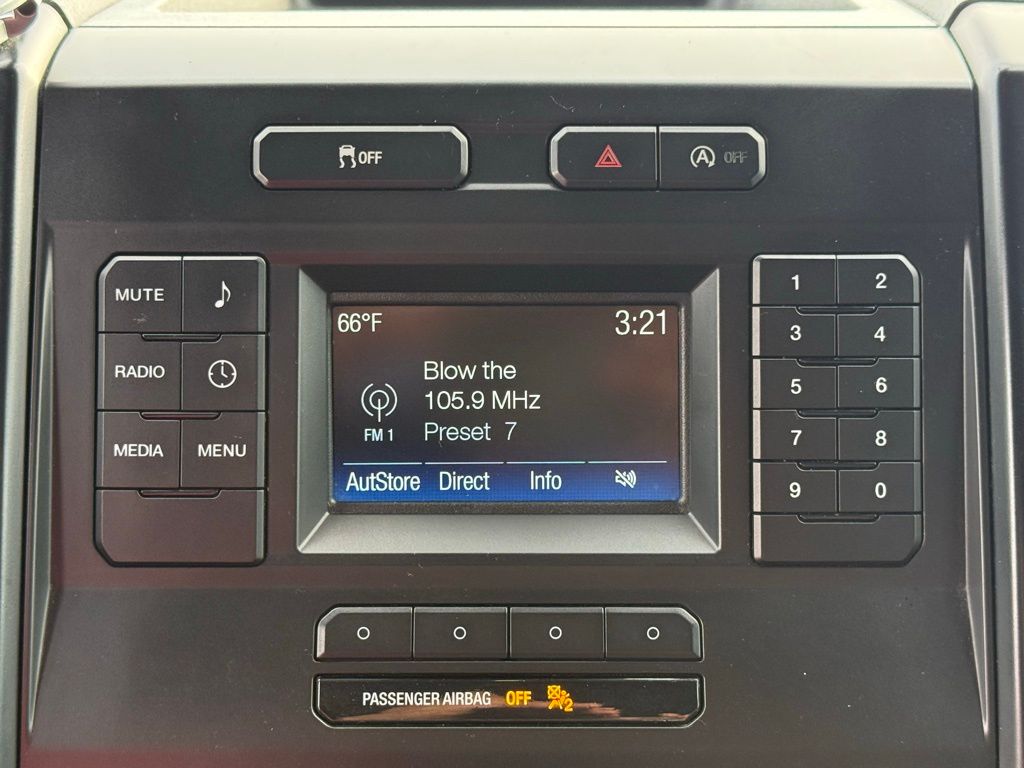 OFF
A OFF
MUTE
RADIO
MEDIA MENU
66°F 3:21
Blow the
105.9 MHz
FM 1
Preset 7
AutStore Direct Info
1 2
3 4
5 6
7 8
9 0
PASSENGER AIRBAG OFF 2